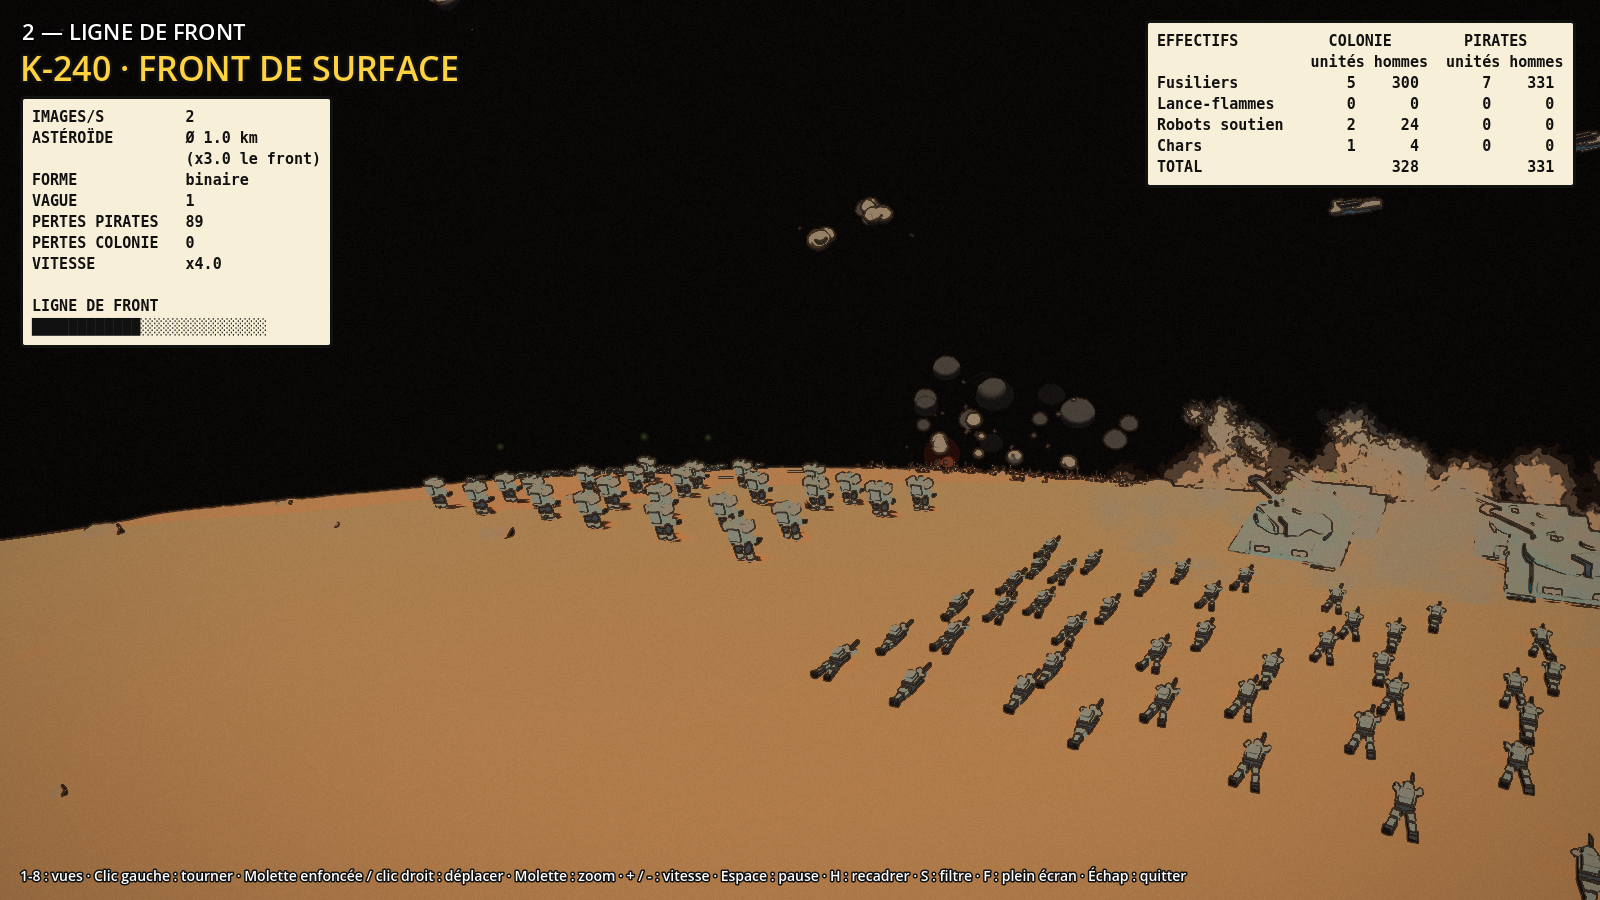 2 — LIGNE DE FRONT
K-240 · FRONT DE SURFACE
IMAGES/S 2
ASTÉROÏDE Ø 1.0 km
(x3.0 le front)
FORME binaire
VAGUE 1
PERTES PIRATES 89
PERTES COLONIE 0
VITESSE x4.0
LIGNE DE FRONT
EFFECTIFS COLONIE PIRATES
unités hommes unités hommes
Fusiliers 5 300 7 331
Lance-flammes 0 0 0 0
Robots soutien 2 24 0 0
Chars 1 4 0 0
TOTAL 328 331
1-8 : vues · Clic gauche : tourner · Molette enfoncée / clic droit : déplacer · Molette : zoom · + / - : vitesse · Espace : pause · H : recadrer · S : filtre · F : plein écran · Échap : quitter